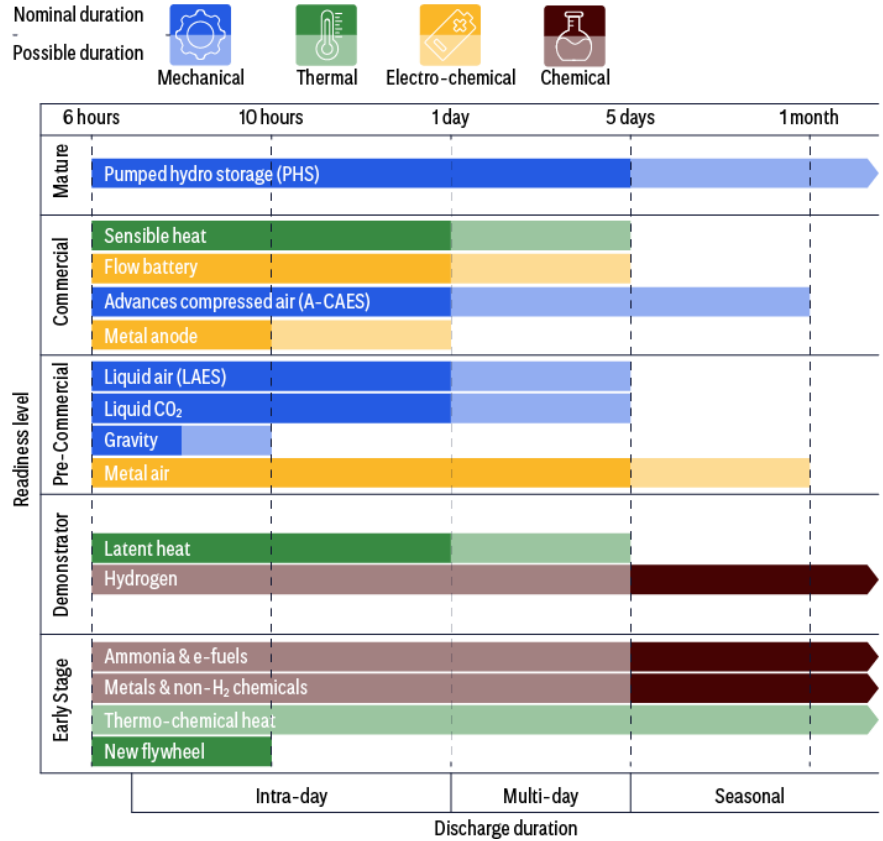 Nominal duration
-
Possible duration
Mechanical
Thermal
Electro-chemical
Chemical
6 hours
10 hours
1 day
5 days
1 month
Readiness level
Mature
Pumped hydro storage (PHS)
Commercial
Sensible heat
Flow battery
Advances compressed air (A-CAES)
Metal anode
Pre-Commercial
Liquid air (LAES)
Liquid CO₂
Gravity
Metal air
Demonstrator
Latent heat
Hydrogen
Early Stage
Ammonia & e-fuels
Metals & non-H₂ chemicals
Thermo-chemical heat
New flywheel
Intra-day
Multi-day
Seasonal
Discharge duration